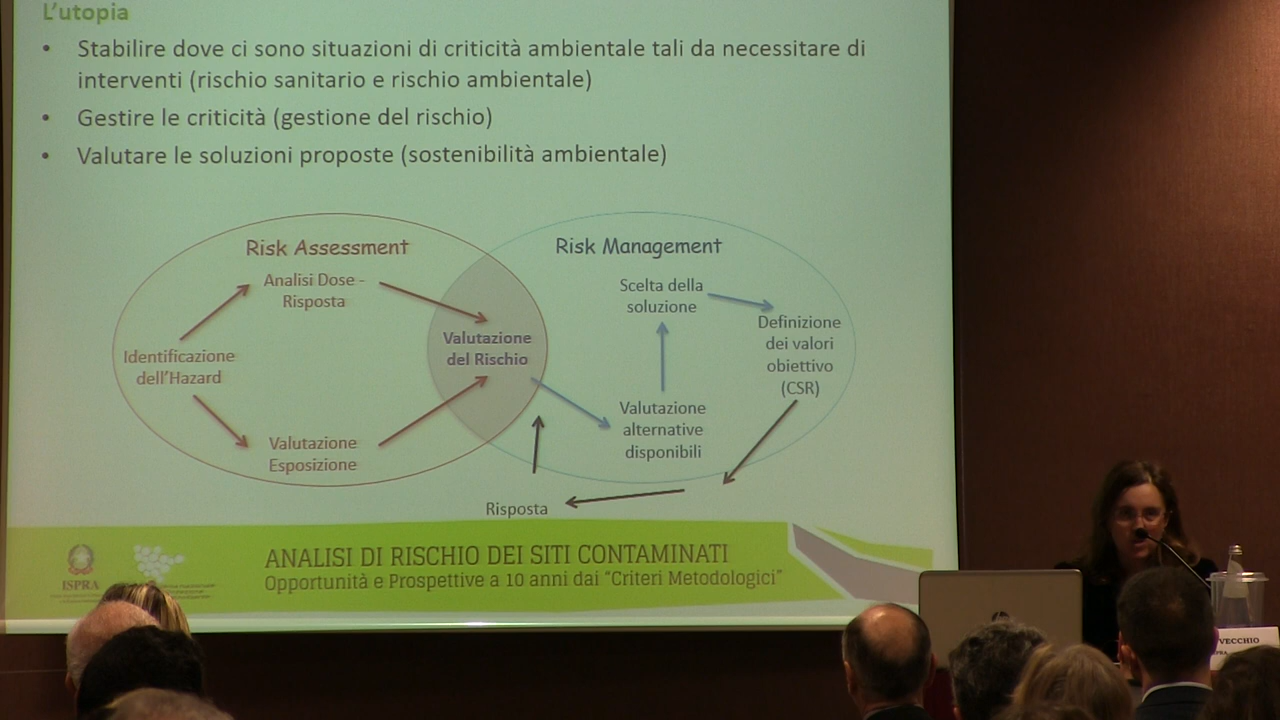 L'utopia
• Stabilire dove ci sono situazioni di criticità ambientale tali da necessitare di
interventi (rischio sanitario e rischio ambientale)
• Gestire le criticità (gestione del rischio)
• Valutare le soluzioni proposte (sostenibilità ambientale)
Risk Assessment
Analisi Dose -
Risposta
Identificazione
dell'Hazard
Valutazione
Esposizione
Valutazione
del Rischio
Risk Management
Scelta della
soluzione
Definizione
dei valori
obiettivo
(CSR)
Valutazione
alternative
disponibili
Risposta
ISPRA
ANALISI DI RISCHIO DEI SITI CONTAMINATI
Opportunità e Prospettive a 10 anni dai "Criteri Metodologici"
VECCHIO